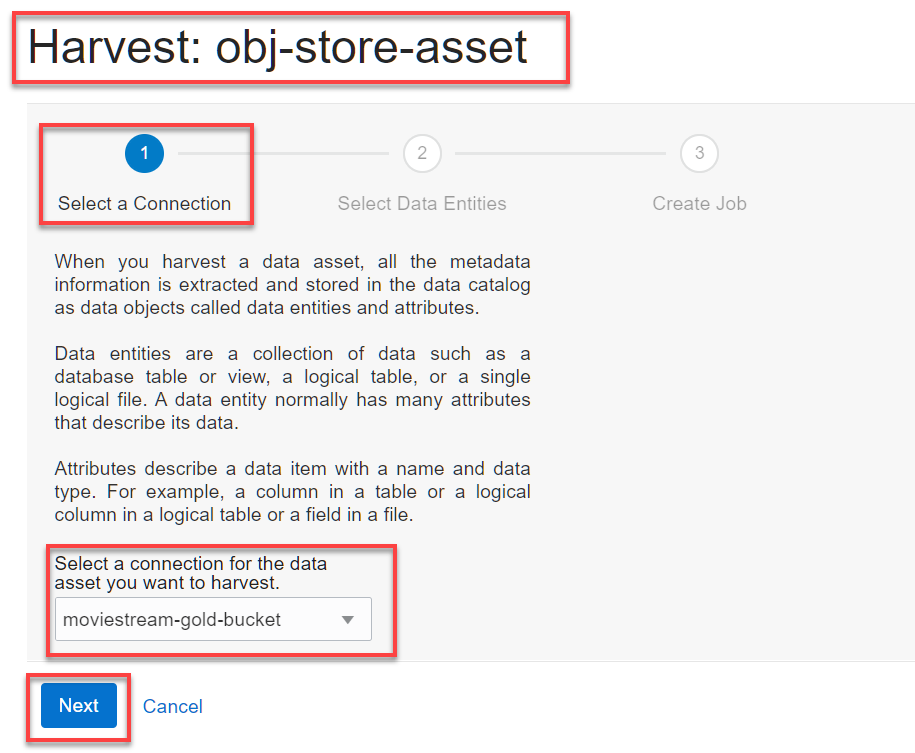 Harvest: obj-store-asset
1
2
3
Select a Connection
Select Data Entities
Create Job
When you harvest a data asset, all the metadata
information is extracted and stored in the data catalog
as data objects called data entities and attributes.
Data entities are a collection of data such as a
database table or view, a logical table, or a single
logical file. A data entity normally has many attributes
that describe its data.
Attributes describe a data item with a name and data
type. For example, a column in a table or a logical
column in a logical table or a field in a file.
Select a connection for the data
asset you want to harvest.
moviestream-gold-bucket
Next
Cancel